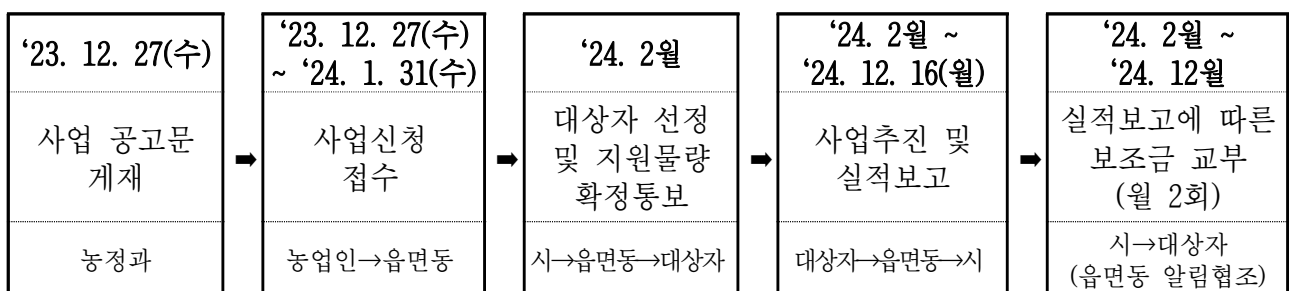 ‘23. 12. 27(수)
사업 공고문
게재
농정과
➡
‘23. 12. 27(수)
~ ‘24. 1. 31(수)
사업신청
접수
농업인→읍면동
➡
‘24. 2월
대상자 선정
및 지원물량
확정통보
시→읍면동→대상자
➡
‘24. 2월 ~
‘24. 12. 16(월)
사업추진 및
실적보고
대상자→읍면동→시
➡
‘24. 2월 ~
‘24. 12월
실적보고에 따른
보조금 교부
(월 2회)
시→대상자
(읍면동 알림협조)